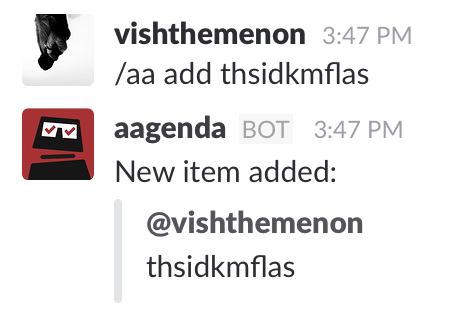 vishthemenon 3:47 PM
/aa add thsidkmflas
aagenda BOT 3:47 PM
New item added:
@vishthemenon
thsidkmflas